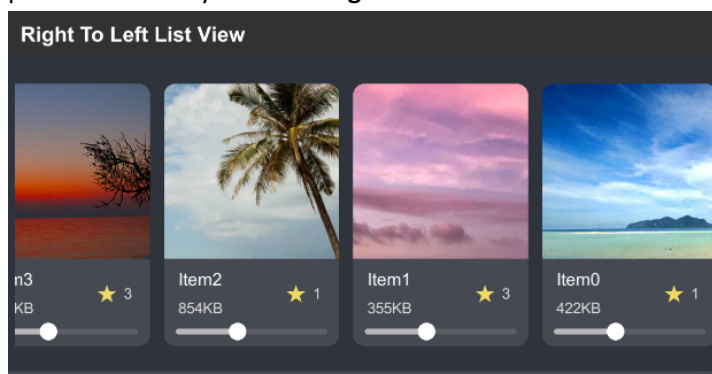 Right To Left List View
n3
KB
3
Item2
854KB
1
Item1
355KB
3
Item0
422KB
1